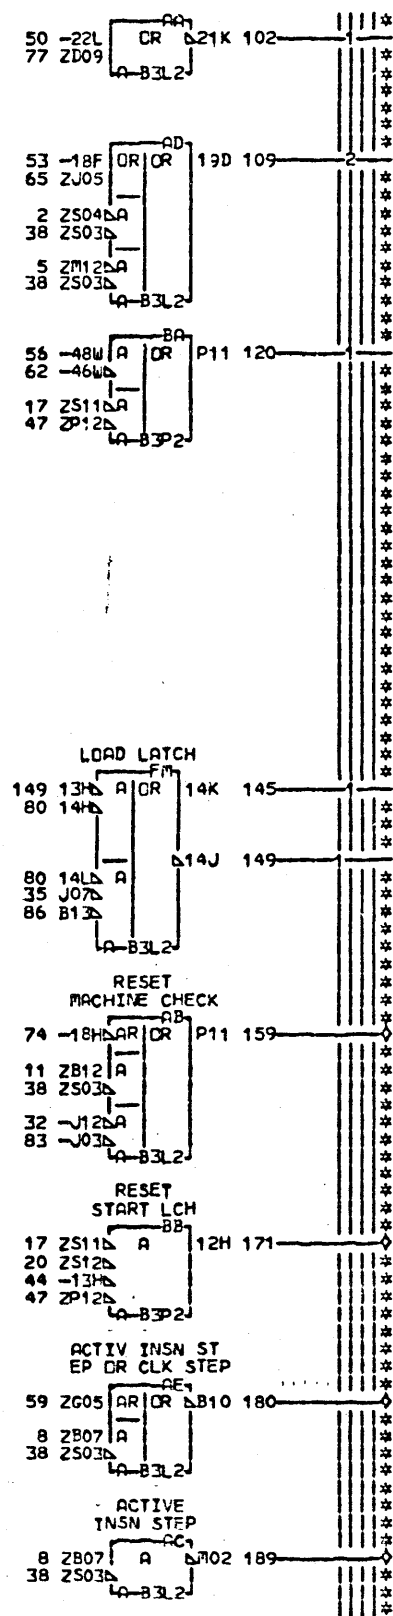 AA
50 -22L OR 21K 102 1
77 ZD09
A B3L2
AD
53 -18F OR OR 19D 109 2
65 ZJ05
2 ZS04 A
38 ZS03
5 ZM12 A
38 ZS03
A B3L2
BA
56 -48W A OR P11 120 1
62 -46W
17 ZS11 A
47 ZP12
A B3P2
LOAD LATCH
FM
149 13H A OR 14K 145 1
80 14H
14J 149 1
80 14L A
35 J07
86 B13
A B3L2
RESET
MACHINE CHECK
AB
74 -18H AR OR P11 159
11 ZB12 A
38 ZS03
32 -J12 A
83 -J03
A B3L2
RESET
START LCH
BB
17 ZS11 A 12H 171
20 ZS12
44 -13H
47 ZP12
A B3P2
ACTIV INSN ST
EP OR CLK STEP
AE
59 ZG05 AR OR B10 180
8 ZB07 A
38 ZS03
A B3L2
ACTIVE
INSN STEP
AC
8 ZB07 A M02 189
38 ZS03
A B3L2